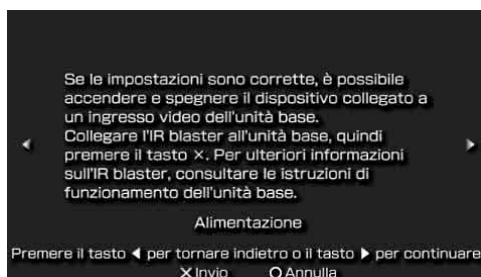 Se le impostazioni sono corrette, è possibile
accendere e spegnere il dispositivo collegato a
un ingresso video dell'unità base.
Collegare l'IR blaster all'unità base, quindi
premere il tasto ×. Per ulteriori informazioni
sull'IR blaster, consultare le istruzioni di
funzionamento dell'unità base.
Alimentazione
Premere il tasto ◀ per tornare indietro o il tasto ▶ per continuare
×Invio ○Annulla